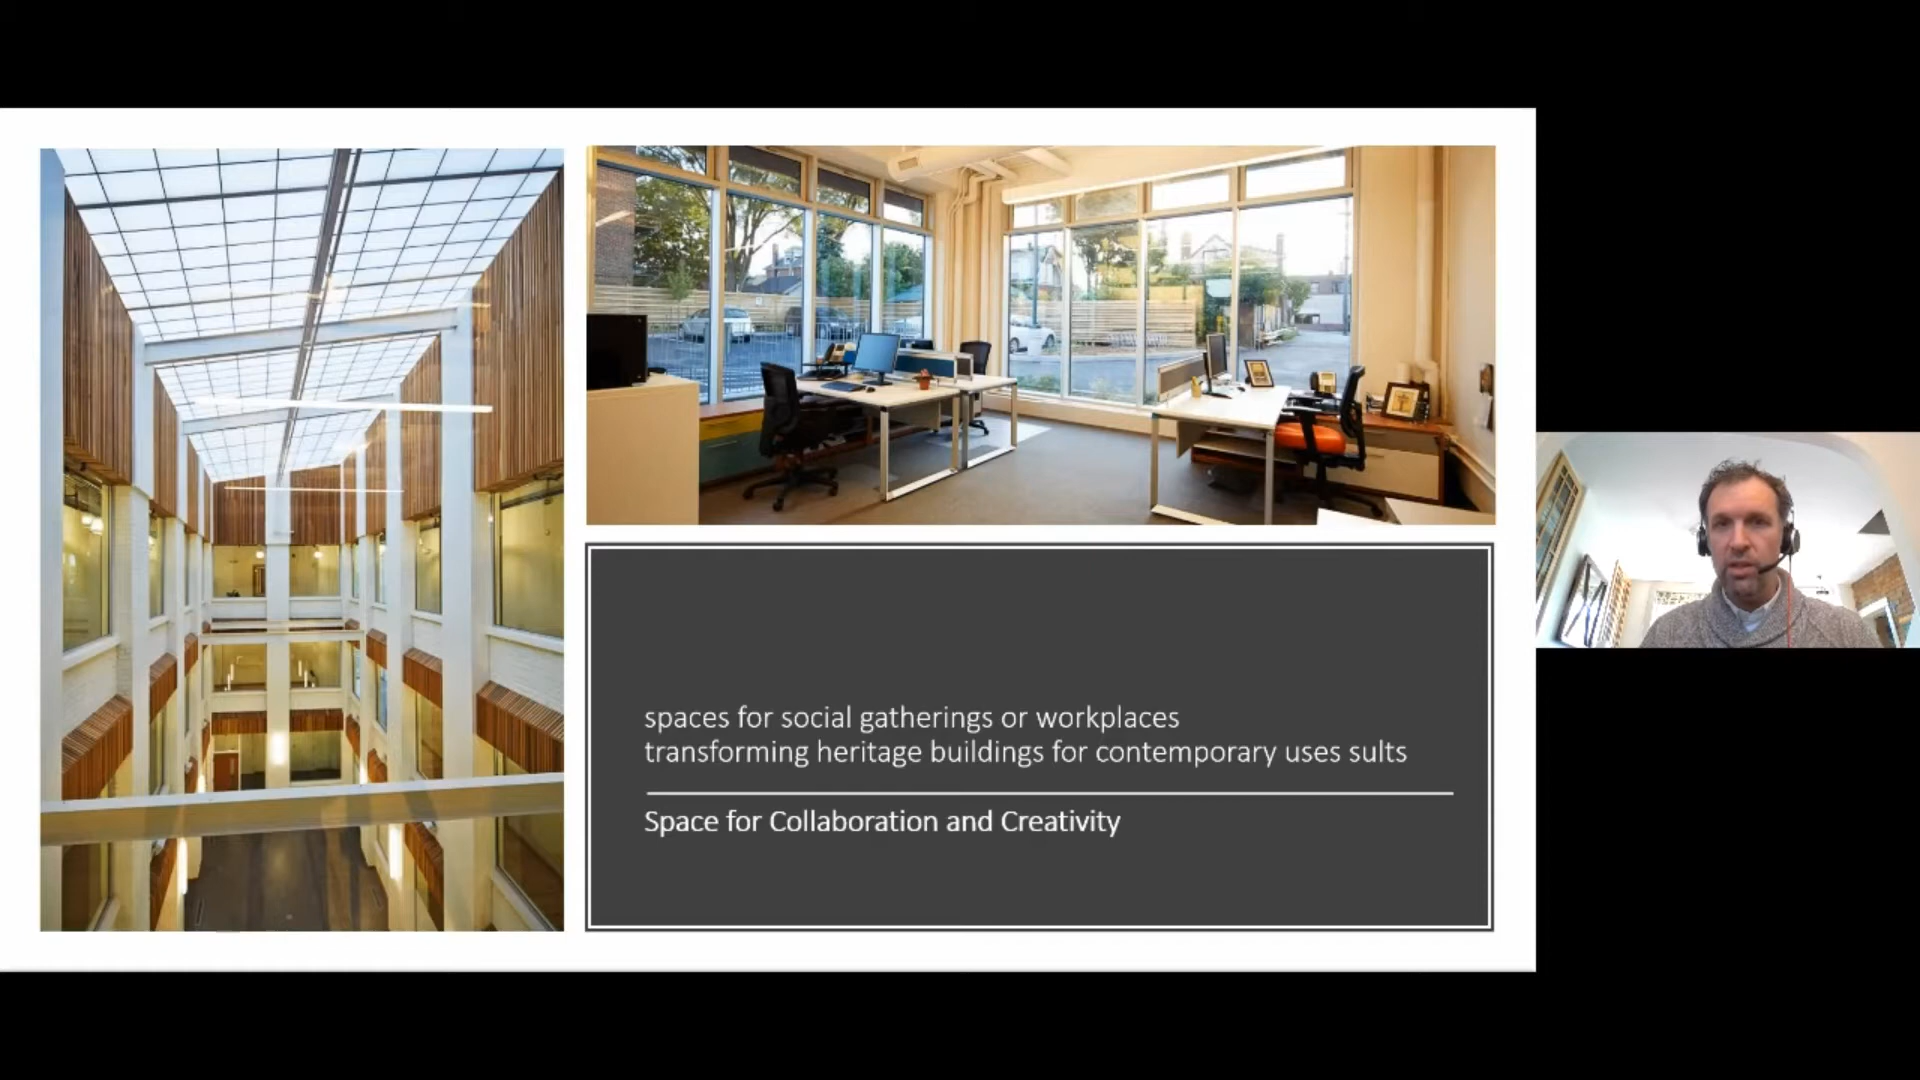 spaces for social gatherings or workplaces
transforming heritage buildings for contemporary uses sults
Space for Collaboration and Creativity